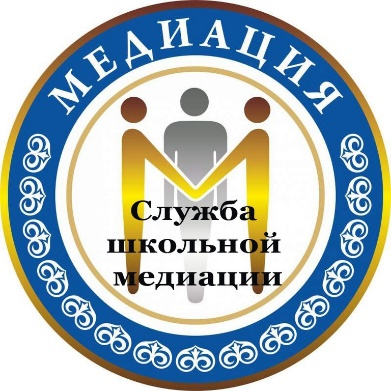 МЕДИАЦИЯ
Служба
школьной
медиации